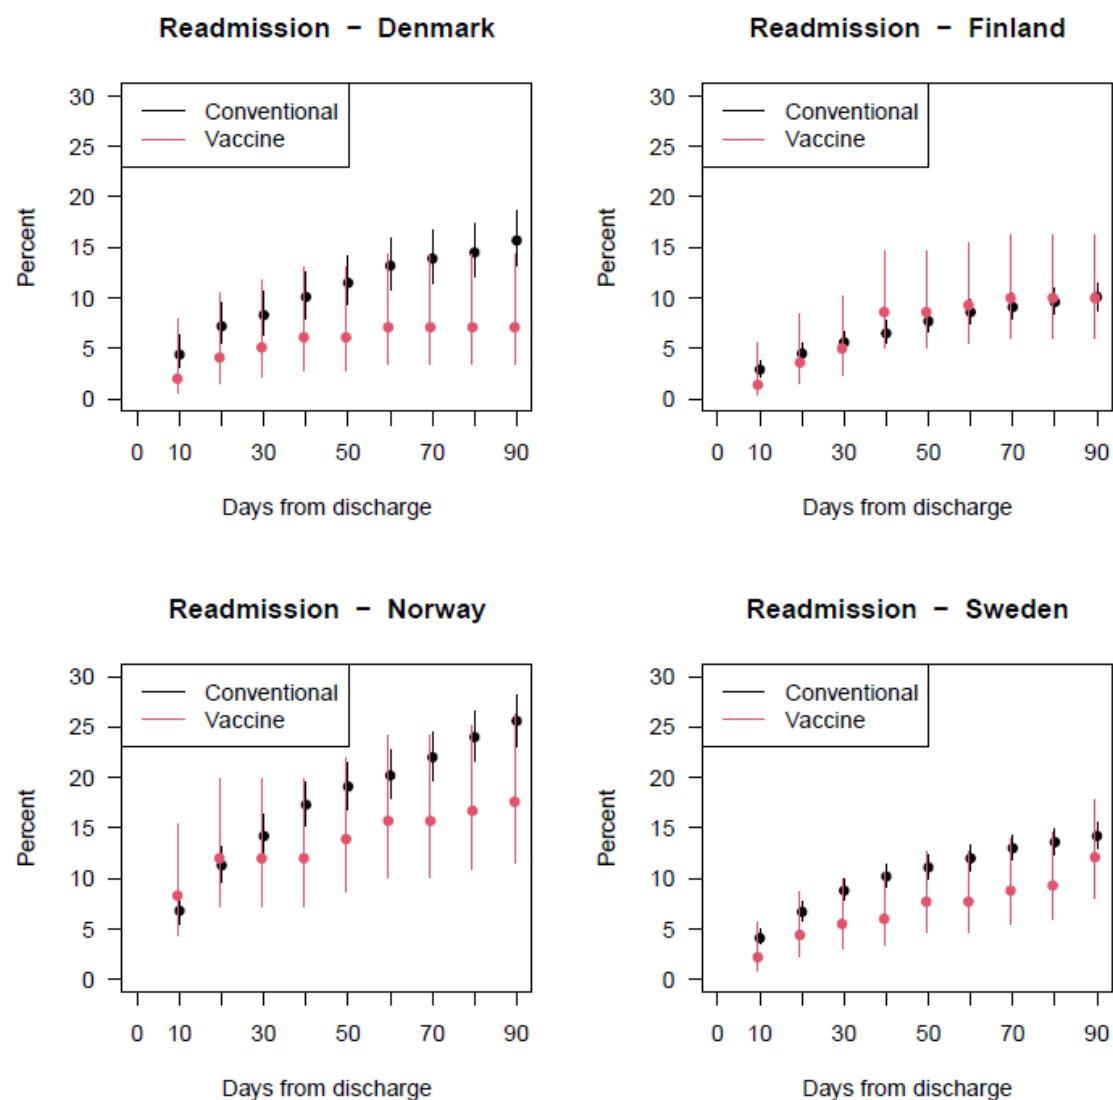 Readmission − Denmark
Conventional
Vaccine
Percent
30
25
20
15
10
5
0
0 10 30 50 70 90
Days from discharge
Readmission − Finland
Conventional
Vaccine
Percent
30
25
20
15
10
5
0
0 10 30 50 70 90
Days from discharge
Readmission − Norway
Conventional
Vaccine
Percent
30
25
20
15
10
5
0
0 10 30 50 70 90
Days from discharge
Readmission − Sweden
Conventional
Vaccine
Percent
30
25
20
15
10
5
0
0 10 30 50 70 90
Days from discharge